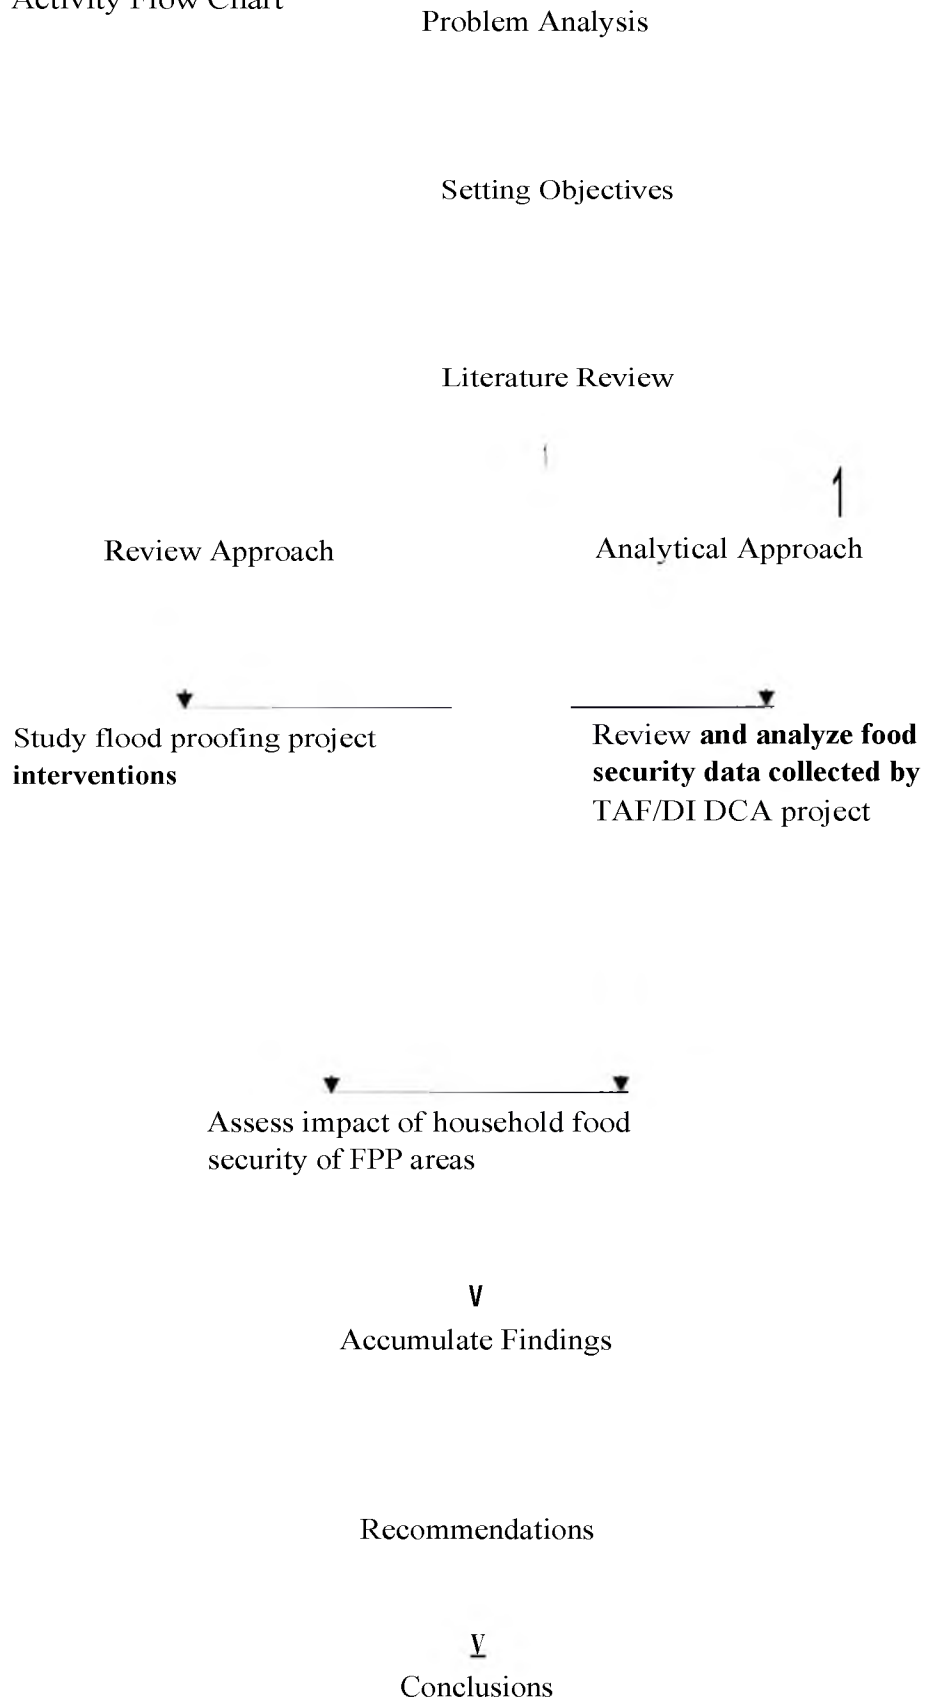 Activity Flow Chart
Problem Analysis
Setting Objectives
Literature Review
Review Approach
Analytical Approach
Study flood proofing project
interventions
Review and analyze food
security data collected by
TAF/DI DCA project
Assess impact of household food
security of FPP areas
V
Accumulate Findings
Recommendations
V
Conclusions